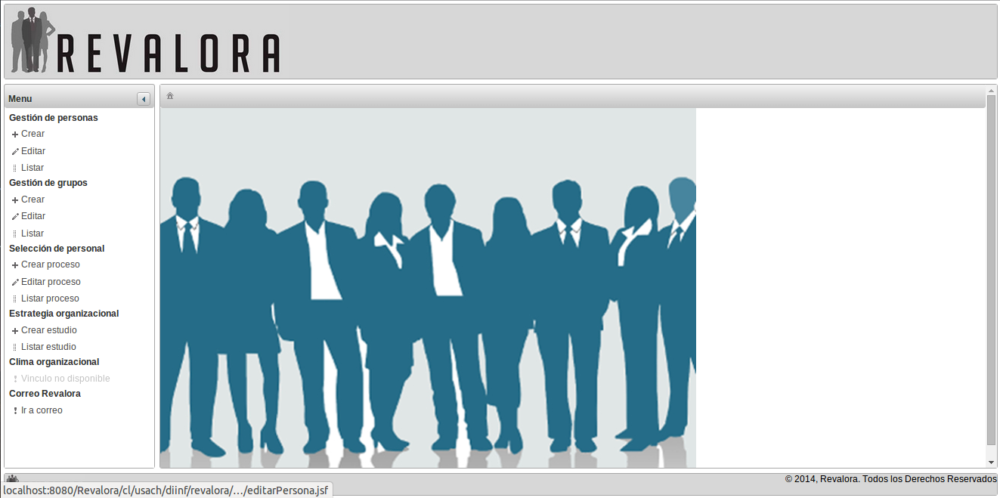 REVALORA
Menu
Gestión de personas
Crear
Editar
Listar
Gestión de grupos
Crear
Editar
Listar
Selección de personal
Crear proceso
Editar proceso
Listar proceso
Estrategia organizacional
Crear estudio
Listar estudio
Clima organizacional
Vinculo no disponible
Correo Revalora
Ir a correo
© 2014, Revalora. Todos los Derechos Reservados
localhost:8080/Revalora/cl/usach/diinf/revalora/…/editarPersona.jsf